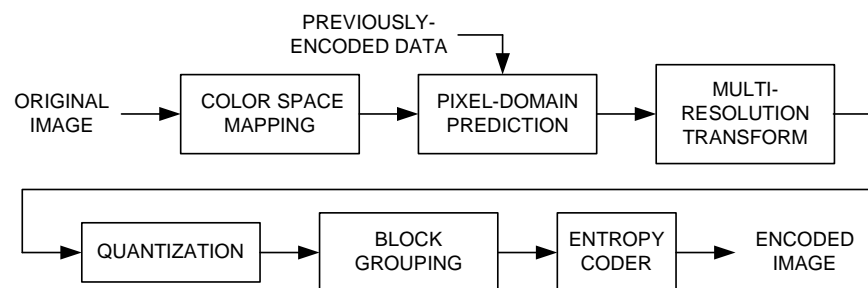 PREVIOUSLY-
ENCODED DATA
ORIGINAL
IMAGE
COLOR SPACE
MAPPING
PIXEL-DOMAIN
PREDICTION
MULTI-
RESOLUTION
TRANSFORM
QUANTIZATION
BLOCK
GROUPING
ENTROPY
CODER
ENCODED
IMAGE